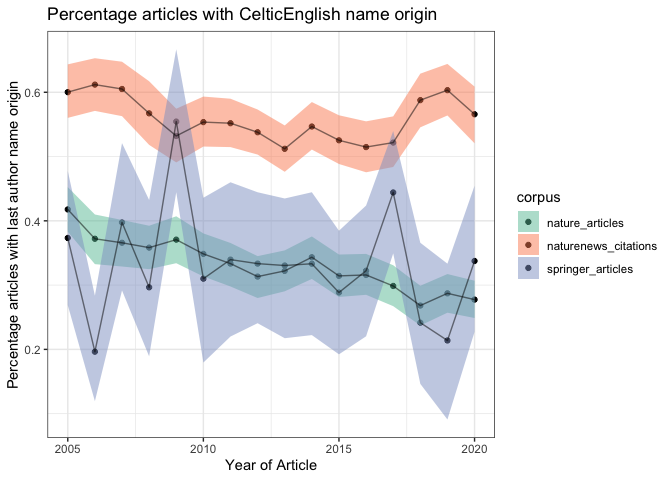 Percentage articles with CelticEnglish name origin
Percentage articles with last author name origin
0.6
0.4
0.2
2005
2010
2015
2020
Year of Article
corpus
nature_articles
naturenews_citations
springer_articles